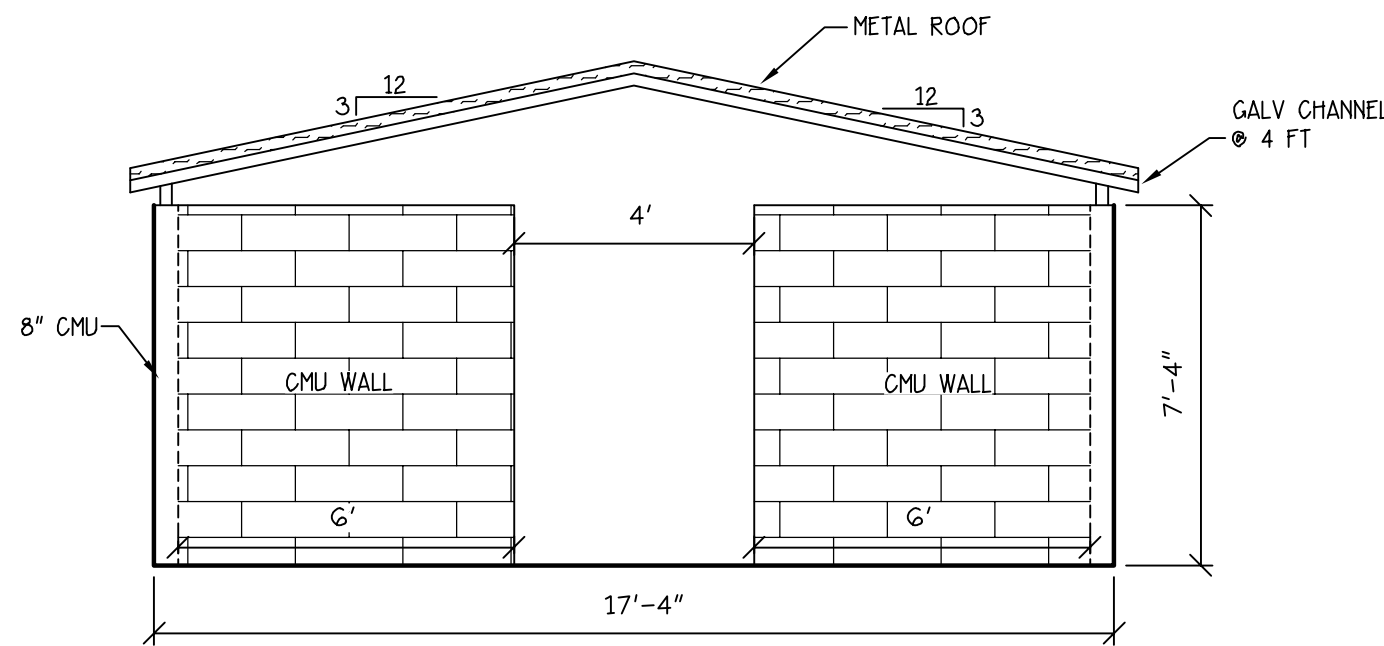 METAL ROOF
12
3
12
3
GALV CHANNEL
@ 4 FT
4'
8" CMU
CMU WALL
CMU WALL
7'-4"
6'
6'
17'-4"